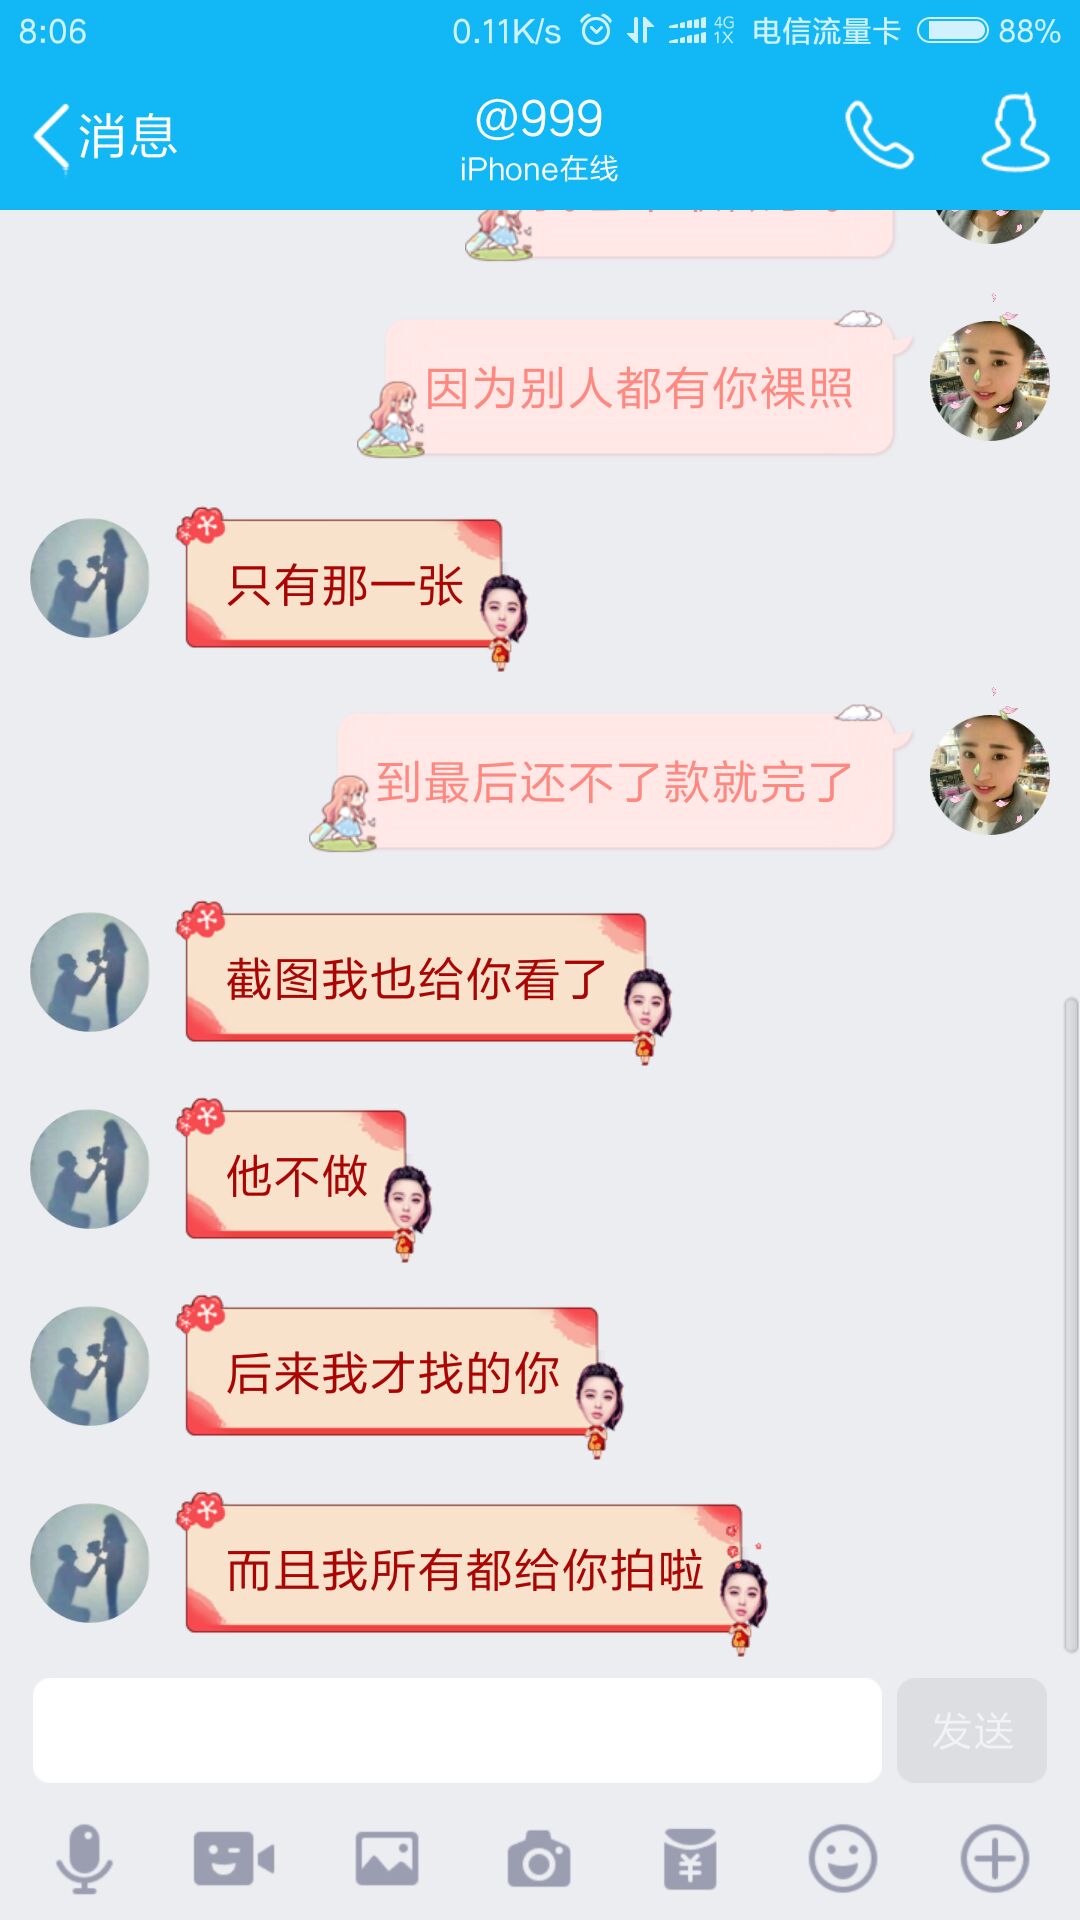 8:06 0.11K/s 4G 1X 电信流量卡 88%
消息
@999
iPhone在线
因为别人都有你裸照
只有那一张
到最后还不了款就完了
截图我也给你看了
他不做
后来我才找的你
而且我所有都给你拍啦
发送